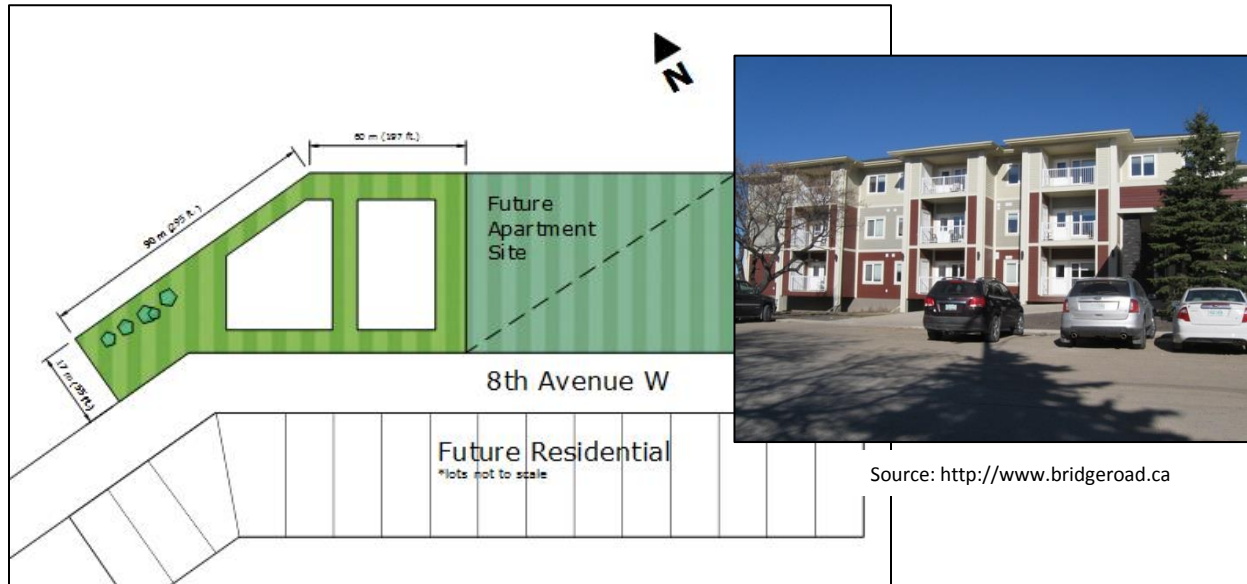 N
60 m (197 ft.)
90 m (295 ft.)
17 m (55 ft.)
Future
Apartment
Site
8th Avenue W
Future Residential
*lots not to scale
Source: http://www.bridgeroad.ca